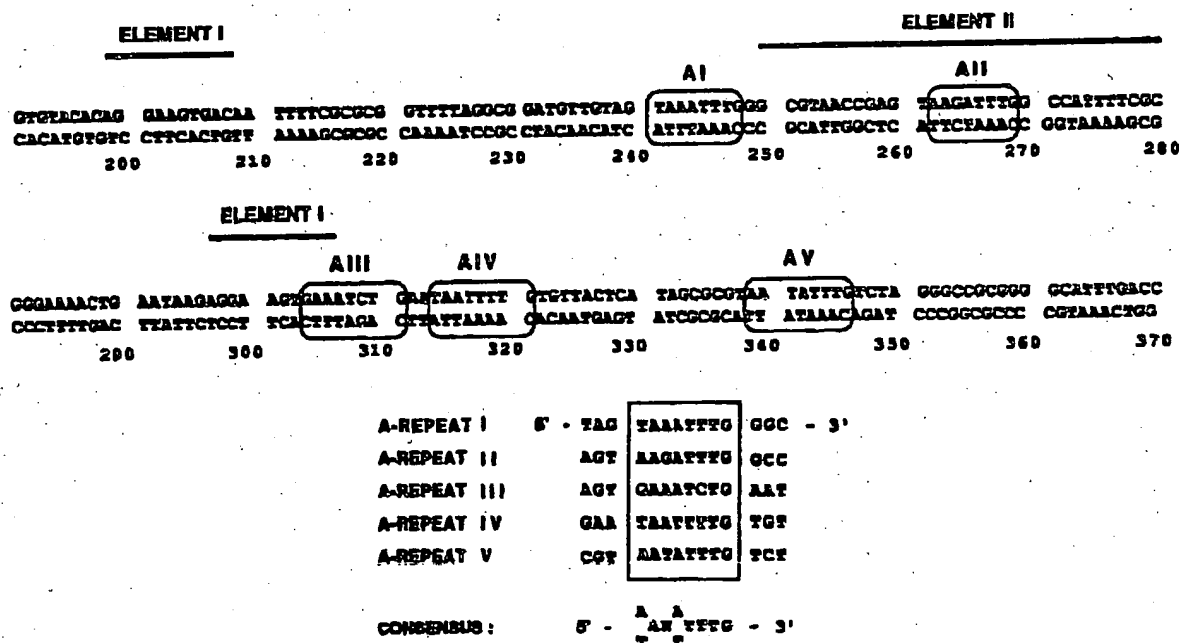 ELEMENT I ELEMENT II
AI AII
GTGTACACAG GAAGTGACAA TTTTCGCGCG GTTTTAGGCG GATGTTGTAG TAAATTTGGG CGTAACCGAG TAAGATTTGG CCATTTTCGC
CACATGTGTC CTTCACTGTT AAAAGCGCGC CAAAATCCGC CTACAACATC ATTTAAACCC GCATTGGCTC ATTCTAAACC GGTAAAAGCG
200 210 220 230 240 250 260 270 280
ELEMENT I
AIII AIV AV
GGGAAAACTG AATAAGAGGA AGTGAAATCT GAATAATTTT GTGTTACTCA TAGCGCGTAA TATTTGTCTA GGGCCGCGGG GCATTTGACC
CCCTTTTGAC TTATTCTCCT TCACTTTAGA CTTATTAAAA CACAATGAGT ATCGCGCATT ATAAACAGAT CCCGGCGCCC CGTAAACTGG
290 300 310 320 330 340 350 360 370
A-REPEAT I 5' - TAG TAAATTTG GGC - 3'
A-REPEAT II AGT AAGATTTG GCC
A-REPEAT III AGT GAAATCTG AAT
A-REPEAT IV GAA TAATTTTG TGT
A-REPEAT V CGT AATATTTG TCT
A A
CONSENSUS: 5' - AN TTTG - 3'
T T